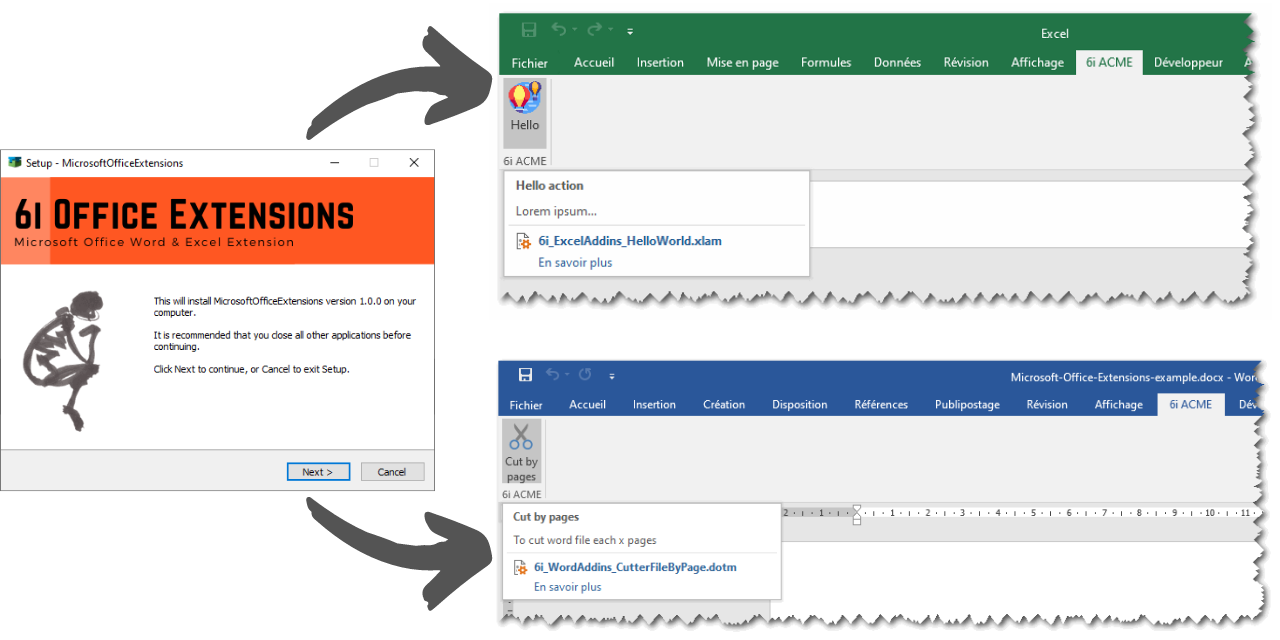 Setup - MicrosoftOfficeExtensions
6i Office Extensions
Microsoft Office Word & Excel Extension
This will install MicrosoftOfficeExtensions version 1.0.0 on your
computer.
It is recommended that you close all other applications before
continuing.
Click Next to continue, or Cancel to exit Setup.
Next > Cancel
Excel
Fichier Accueil Insertion Mise en page Formules Données Révision Affichage 6i ACME Développeur A
Hello
6i ACME
Hello action
Lorem ipsum...
6i_ExcelAddins_HelloWorld.xlam
En savoir plus
Microsoft-Office-Extensions-example.docx - Wor
Fichier Accueil Insertion Création Disposition Références Publipostage Révision Affichage 6i ACME Dév
Cut by
pages
6i ACME
2 1 1 2 3 4 5 6 7 8 9 10 11
Cut by pages
To cut word file each x pages
6i_WordAddins_CutterFileByPage.dotm
En savoir plus